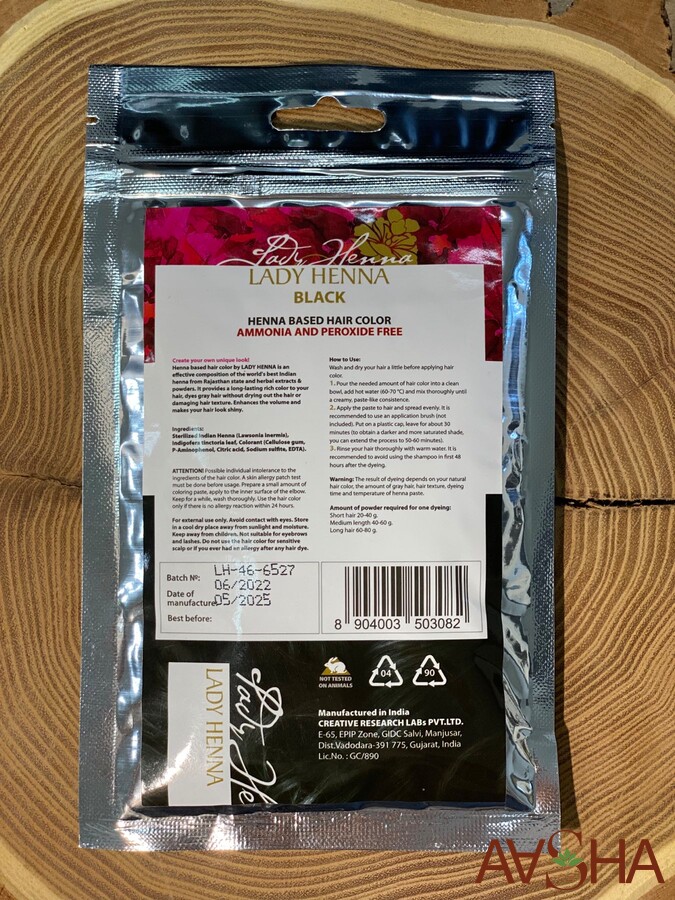 Lady Henna
LADY HENNA
BLACK
HENNA BASED HAIR COLOR
AMMONIA AND PEROXIDE FREE
Create your own unique look!
Henna based hair color by LADY HENNA is an
effective composition of the world's best Indian
henna from Rajasthan state and herbal extracts &
powders. It provides a long-lasting rich color to your
hair, dyes gray hair without drying out the hair or
damaging hair texture. Enhances the volume and
makes your hair look shiny.
Ingredients:
Sterilized Indian Henna (Lawsonia inermis),
Indigofera tinctoria leaf, Colorant (Cellulose gum,
P-Aminophenol, Citric acid, Sodium sulfite, EDTA).
ATTENTION! Possible individual intolerance to the
ingredients of the hair color. A skin allergy patch test
must be done before usage. Prepare a small amount of
coloring paste, apply to the inner surface of the elbow.
Keep for a while, wash thoroughly. Use the hair color
only if there is no allergy reaction within 24 hours.
For external use only. Avoid contact with eyes. Store
in a cool dry place away from sunlight and moisture.
Keep away from children. Not suitable for eyebrows
and lashes. Do not use the hair color for sensitive
scalp or if you ever had an allergy after any hair dye.
How to Use:
Wash and dry your hair a little before applying hair
color.
1. Pour the needed amount of hair color into a clean
bowl, add hot water (60-70 °C) and mix thoroughly until
a creamy, paste-like consistence.
2. Apply the paste to hair and spread evenly. It is
recommended to use an application brush (not
included). Put on a plastic cap, leave for about 30
minutes (to obtain a darker and more saturated shade,
you can extend the process to 50-60 minutes).
3. Rinse your hair thoroughly with warm water. It is
recommended to avoid using the shampoo in first 48
hours after the dyeing.
Warning: The result of dyeing depends on your natural
hair color, the amount of gray hair, hair texture, dyeing
time and temperature of henna paste.
Amount of powder required for one dyeing:
Short hair 20-40 g.
Medium length 40-60 g.
Long hair 60-80 g.
Batch №: LH-46-6527
06/2022
Date of
manufacture: 05/2025
Best before:
8 904003 503082
NOT TESTED
ON ANIMALS
04
90
Manufactured in India
CREATIVE RESEARCH LABs PVT.LTD.
E-65, EPIP Zone, GIDC Salvi, Manjusar,
Dist.Vadodara-391 775, Gujarat, India
Lic.No. : GC/890
LADY HENNA
Lady He
AASHA